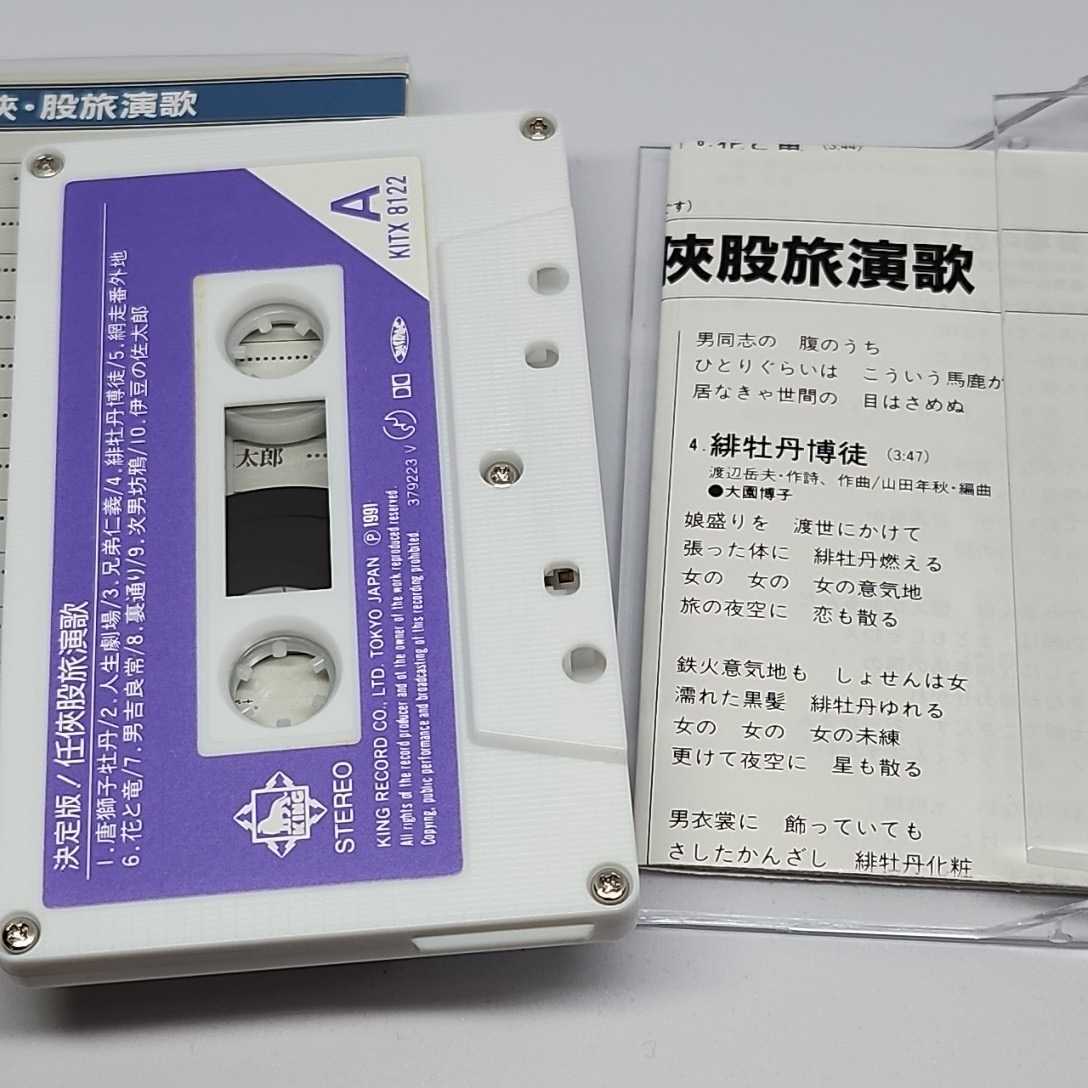 侠・股旅演歌
A
KITX 8122
決定版/任侠股旅演歌
1.唐獅子牡丹/2.人生劇場/3.兄弟仁義/4.緋牡丹博徒/5.網走番外地
6.花と竜/7.男吉良常/8.裏通り/9.次男坊鴉/10.伊豆の佐太郎
太郎
379223 V
KING
STEREO
KING RECORD CO., LTD. TOKYO JAPAN Ⓟ1991
All rights of the record producer and of the owner of the work reproduced reserved.
Copying, public performance and broadcasting of this recording prohibited.
(3:44)
です)
侠股旅演歌
男同志の 腹のうち
ひとりぐらいは こういう馬鹿が
居なきゃ世間の 目はさめぬ
4.緋牡丹博徒 (3:47)
渡辺岳夫・作詩、作曲/山田年秋・編曲
●大園博子
娘盛りを 渡世にかけて
張った体に 緋牡丹燃える
女の 女の 女の意気地
旅の夜空に 恋も散る
鉄火意気地も しょせんは女
濡れた黒髪 緋牡丹ゆれる
女の 女の 女の未練
更けて夜空に 星も散る
男衣裳に 飾っていても
さしたかんざし 緋牡丹化粧